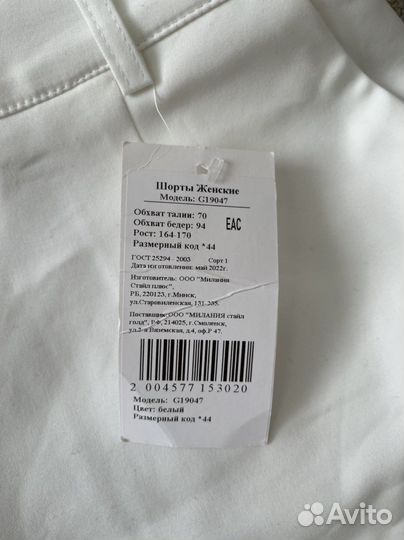 Шорты Женские
Модель: G19047
Обхват талии: 70
Обхват бедер: 94
Рост: 164-170
Размерный код *44
EAC
ГОСТ 25294 - 2003 Сорт 1
Дата изготовления: май 2022г.
Изготовитель: ООО "Милания
Стайл плюс",
РБ, 220123, г.Минск,
ул.Старовиленская, 131-235.
Поставщик: ООО "МИЛАНИЯ стайл
голд", РФ, 214025, г.Смоленск,
ул.2-я Вяземская, д.4, оф.Р 47.
2 004577 153020
Модель: G19047
Цвет: белый
Размерный код *44
Avito